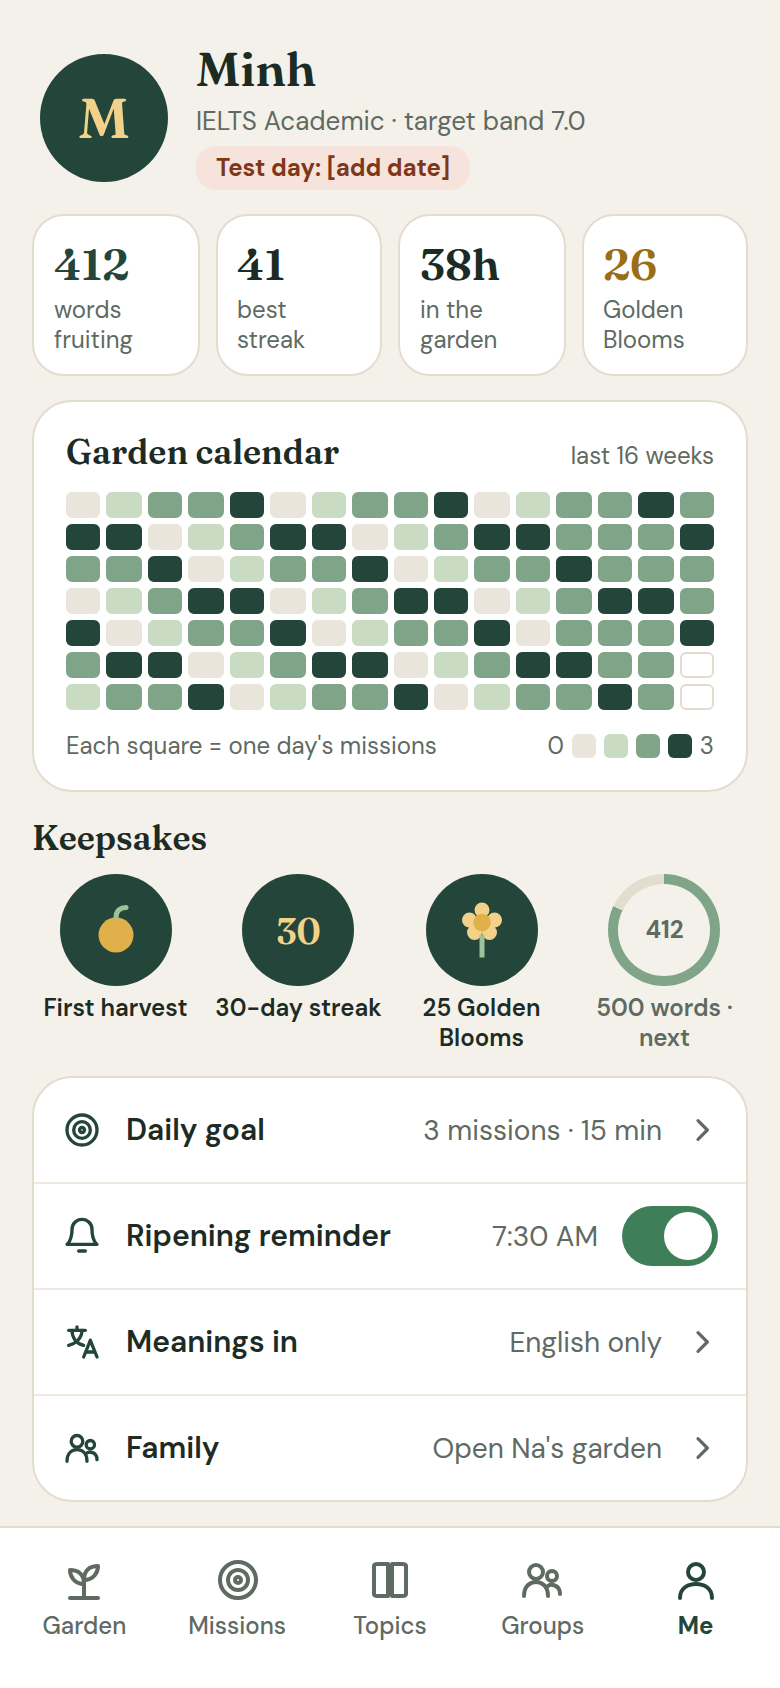 M
Minh
IELTS Academic · target band 7.0
Test day: [add date]
412
words
fruiting
41
best
streak
38h
in the
garden
26
Golden
Blooms
Garden calendar
last 16 weeks
Each square = one day's missions
0
3
Keepsakes
First harvest
30
30-day streak
25 Golden
Blooms
412
500 words ·
next
Daily goal
3 missions · 15 min
Ripening reminder
7:30 AM
文A
Meanings in
English only
Family
Open Na's garden
Garden
Missions
Topics
Groups
Me